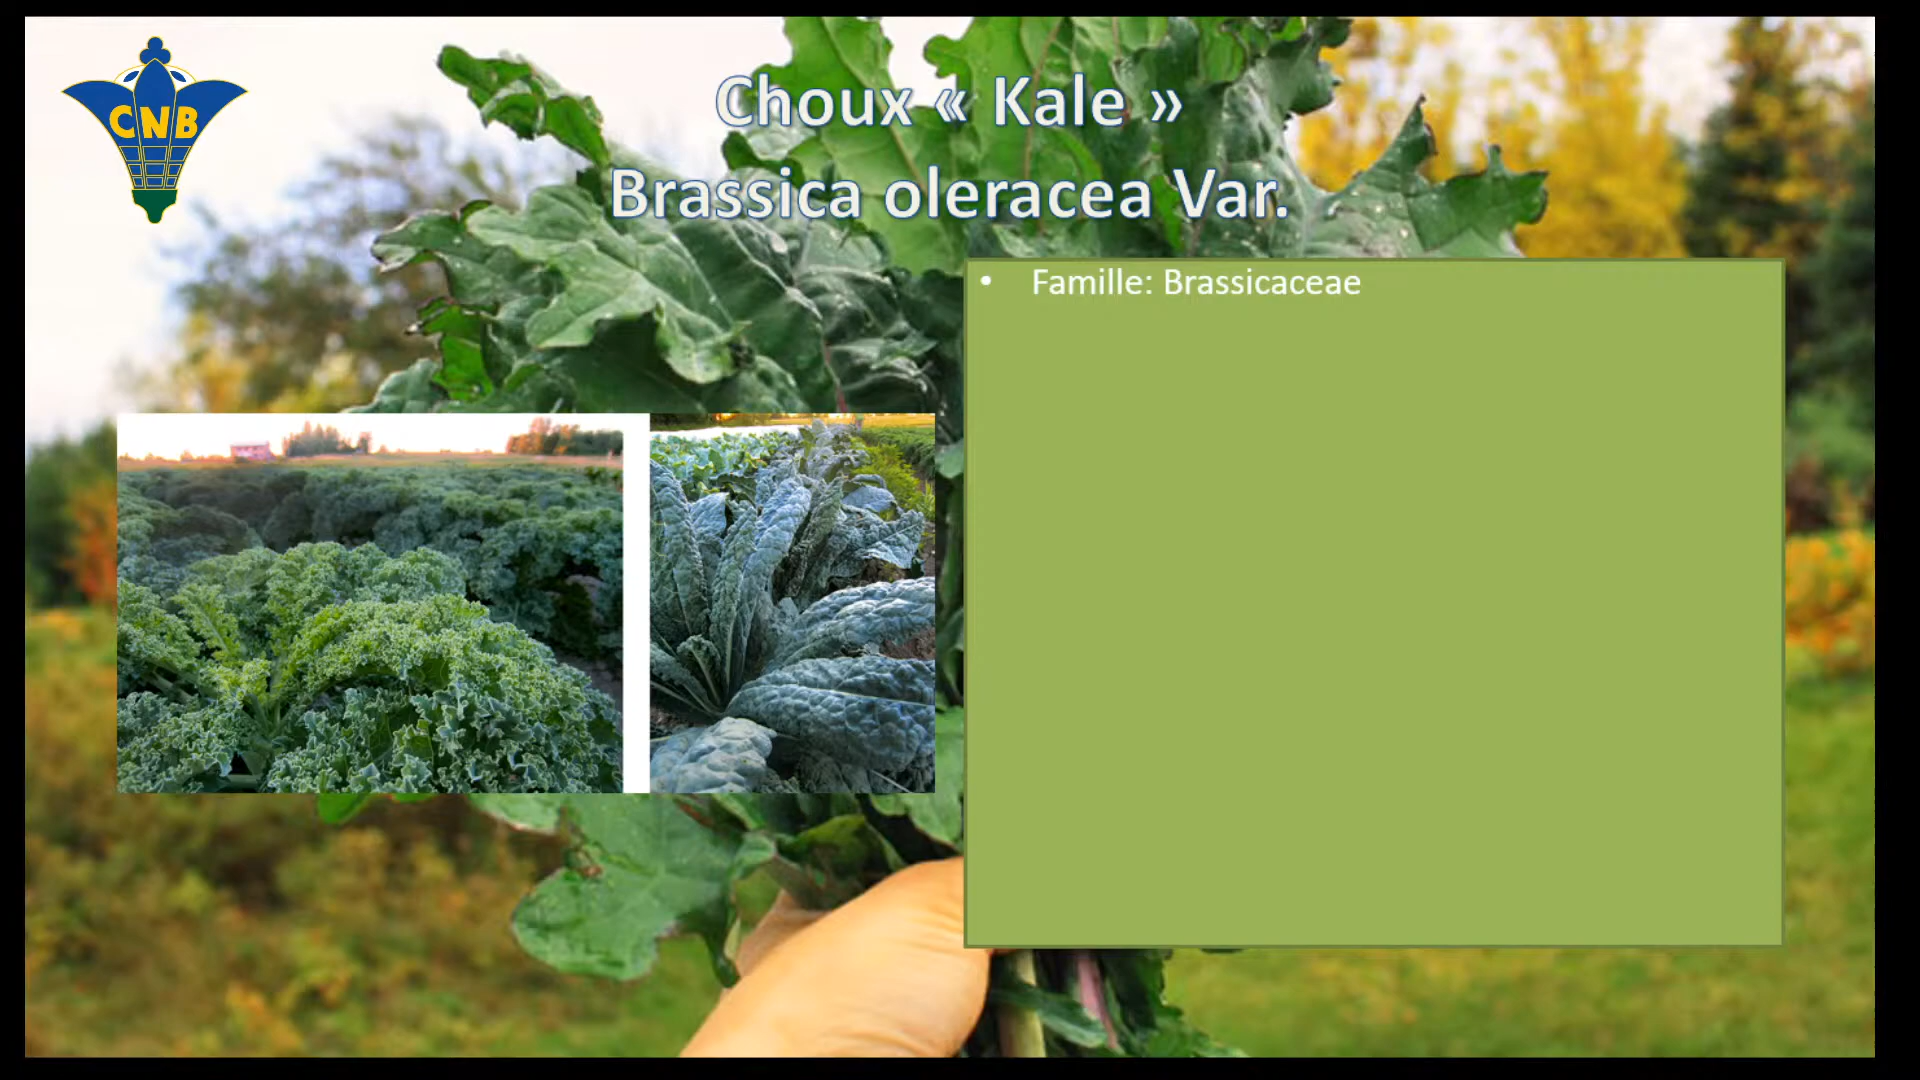 CNB
Choux « Kale »
Brassica oleracea Var.
• Famille: Brassicaceae